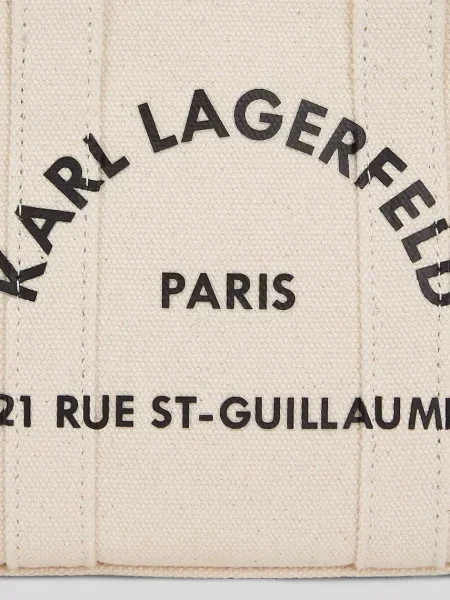 KARL LAGERFELD
PARIS
21 RUE ST-GUILLAUME